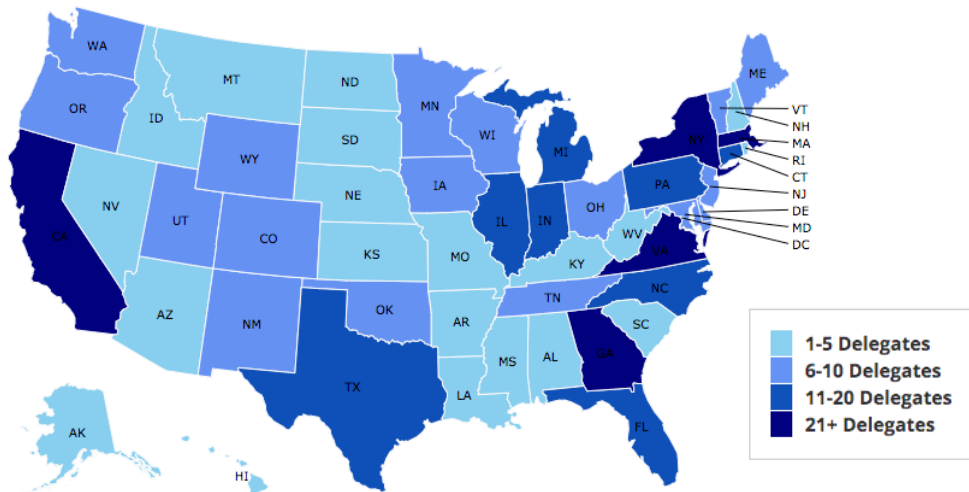 WA
OR
CA
ID
NV
AZ
MT
WY
UT
CO
NM
ND
SD
NE
KS
OK
TX
MN
IA
MO
AR
LA
WI
IL
MS
MI
IN
KY
TN
AL
OH
WV
VA
NC
SC
GA
FL
PA
NY
ME
VT
NH
MA
RI
CT
NJ
DE
MD
DC
AK
HI
1-5 Delegates
6-10 Delegates
11-20 Delegates
21+ Delegates